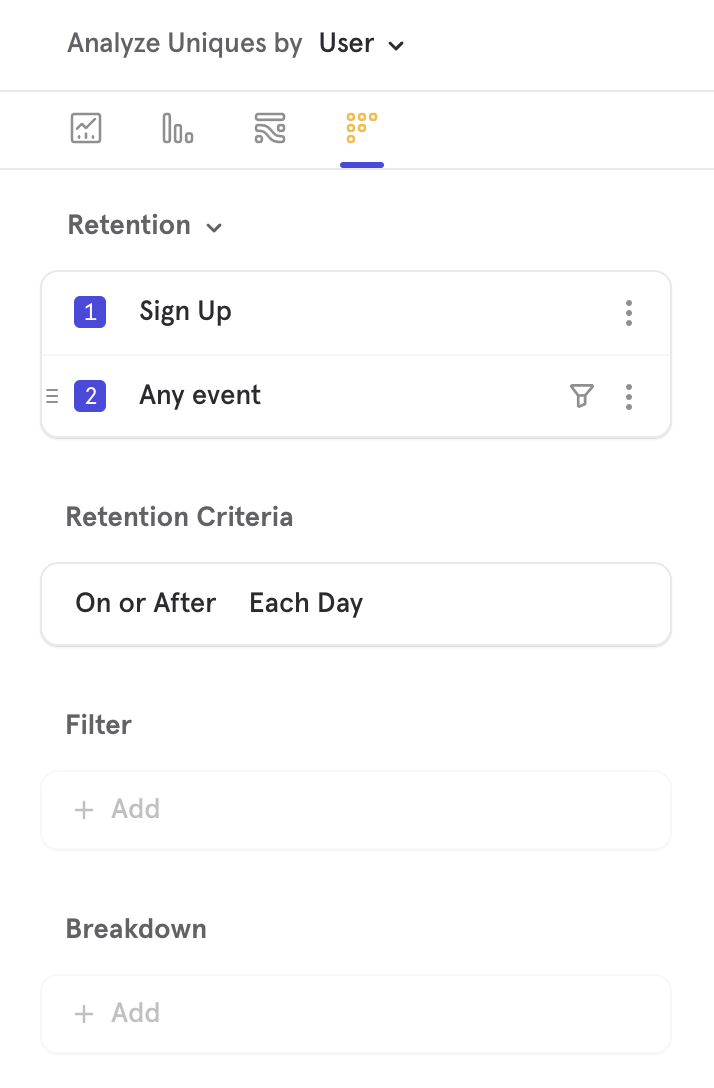 Analyze Uniques by User
Retention
1 Sign Up
2 Any event
Retention Criteria
On or After Each Day
Filter
+ Add
Breakdown
+ Add